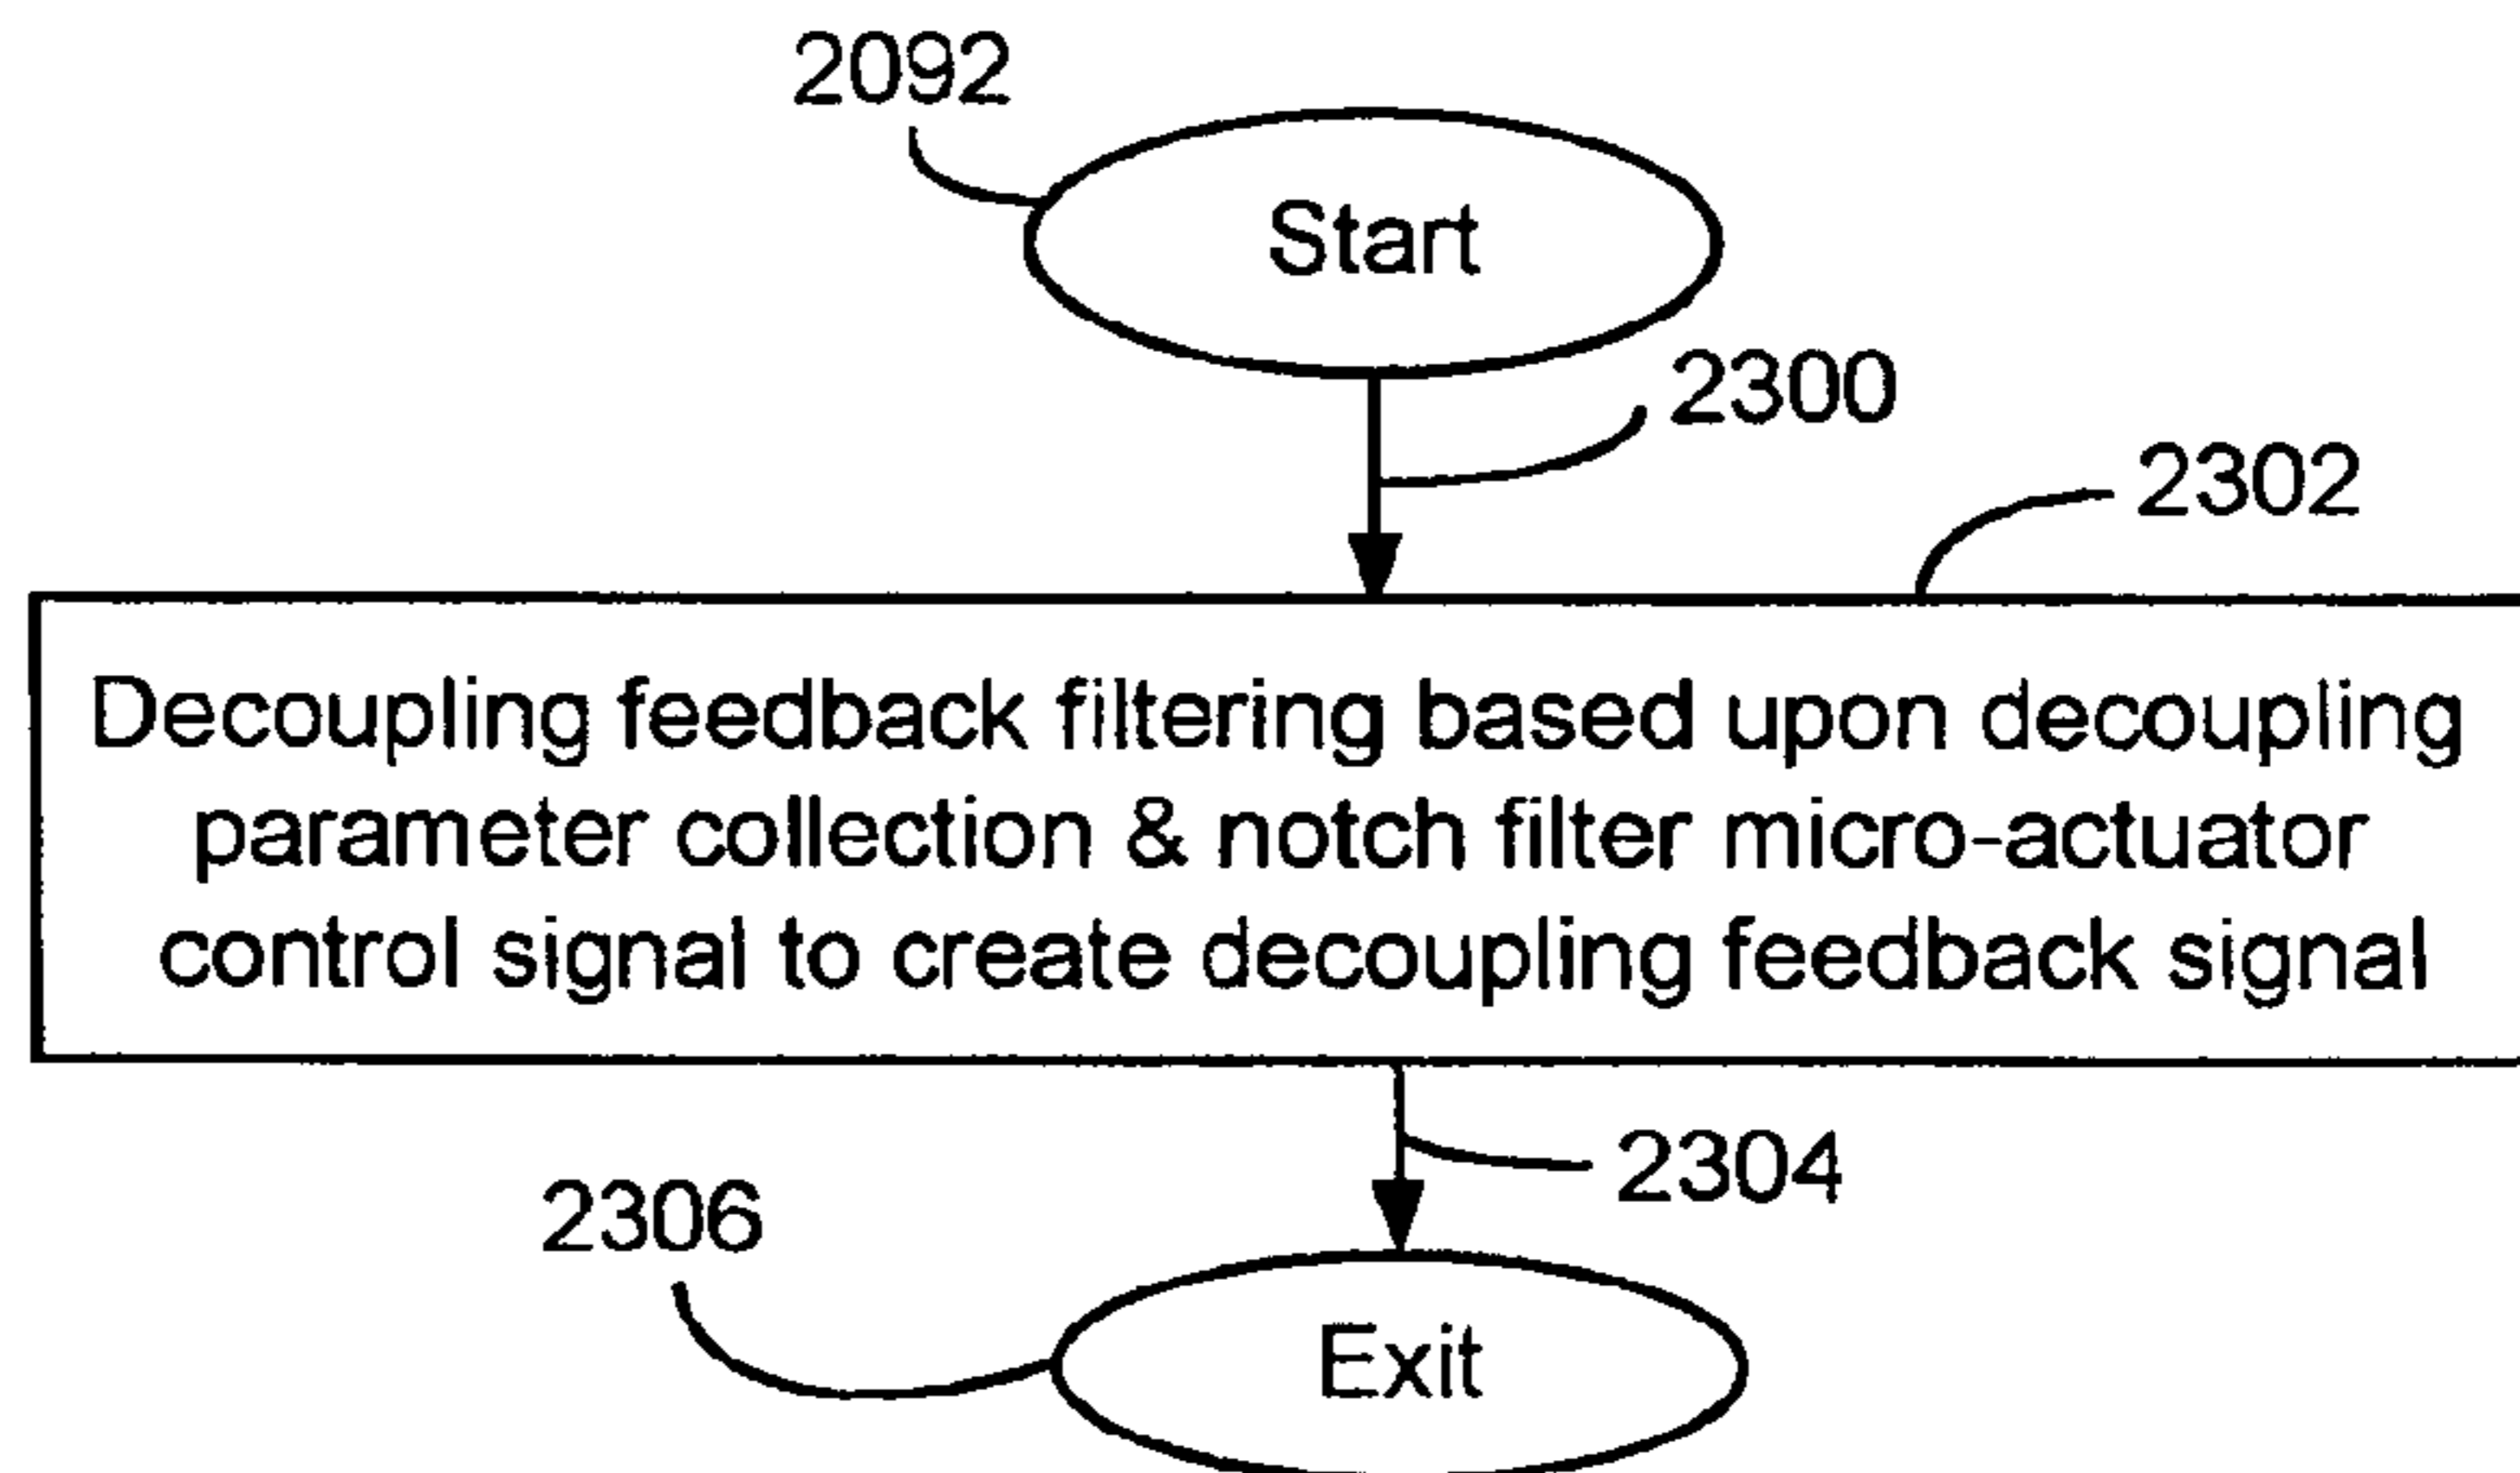 2092
Start
2300
2302
Decoupling feedback filtering based upon decoupling
parameter collection & notch filter micro-actuator
control signal to create decoupling feedback signal
2304
2306
Exit